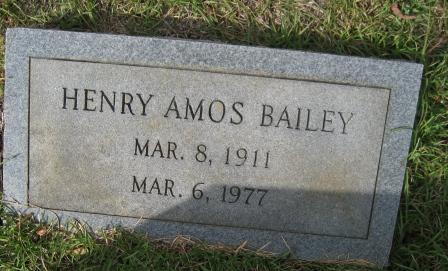 HENRY AMOS BAILEY
MAR. 8, 1911
MAR. 6, 1977